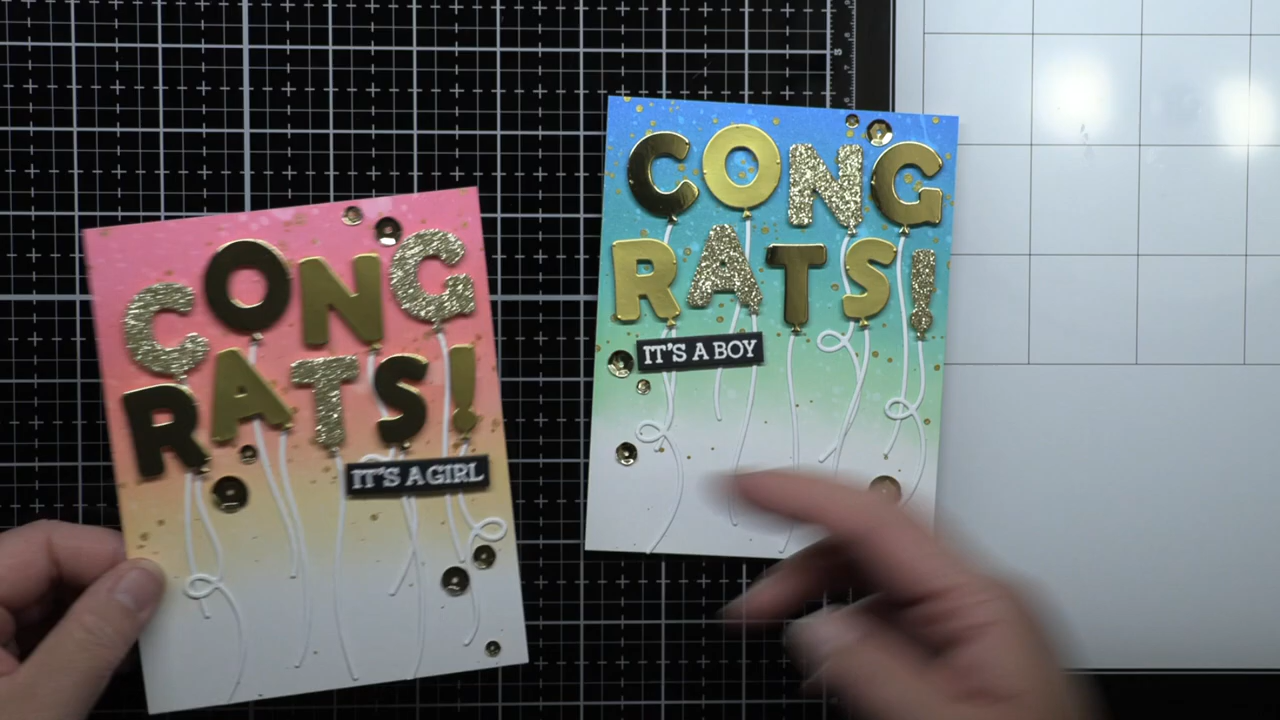 CONG
RATS!
IT'S A GIRL
CONG
RATS!
IT'S A BOY